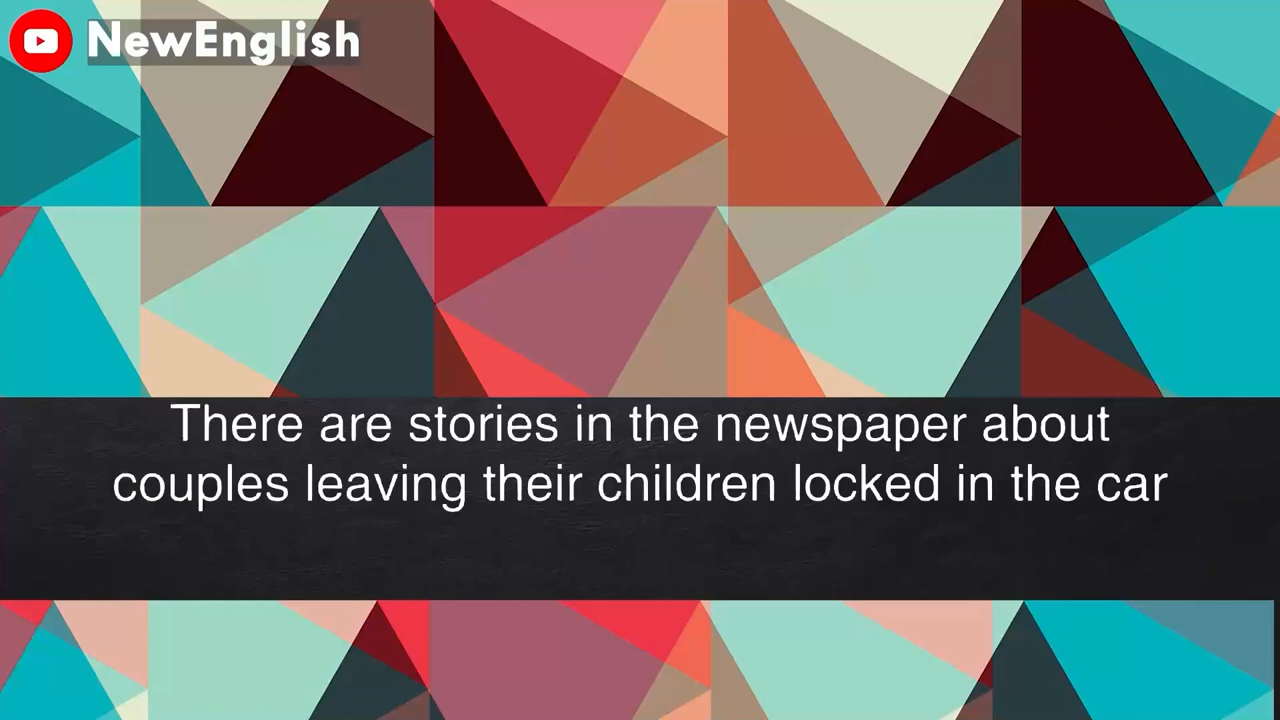 NewEnglish
There are stories in the newspaper about
couples leaving their children locked in the car